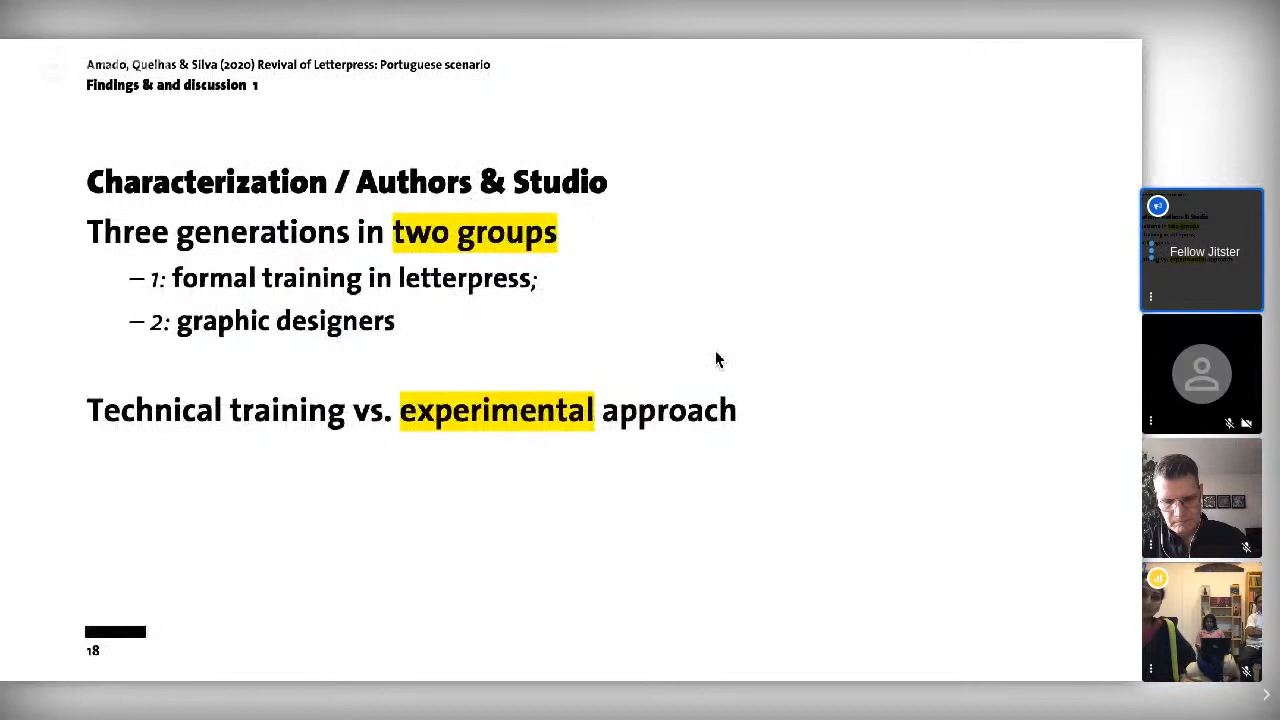 Amado, Quelhas & Silva (2020) Revival of Letterpress: Portuguese scenario
Findings & and discussion 1
Characterization / Authors & Studio
Three generations in two groups
– 1: formal training in letterpress;
– 2: graphic designers
Technical training vs. experimental approach
18
Fellow Jitster